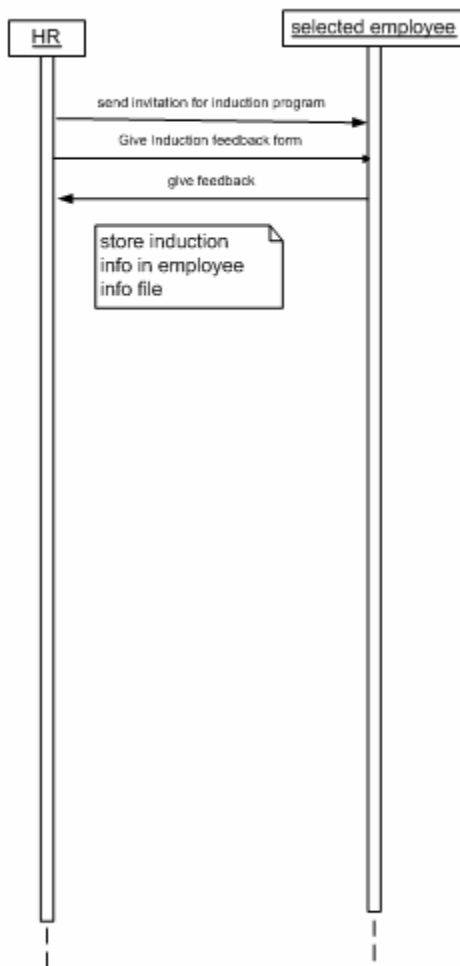 HR
selected employee
send invitation for induction program
Give Induction feedback form
give feedback
store induction
info in employee
info file